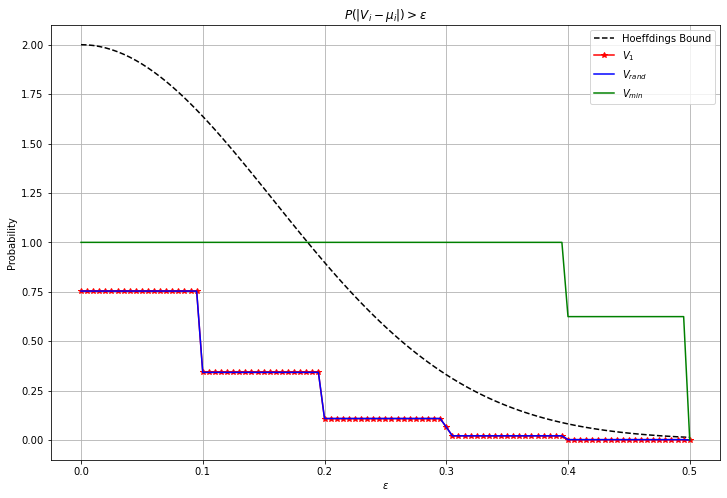 P(|V_i − μ_i|) > ε
Hoeffdings Bound
V_1
V_rand
V_min
Probability
2.00
1.75
1.50
1.25
1.00
0.75
0.50
0.25
0.00
0.0 0.1 0.2 0.3 0.4 0.5
ε